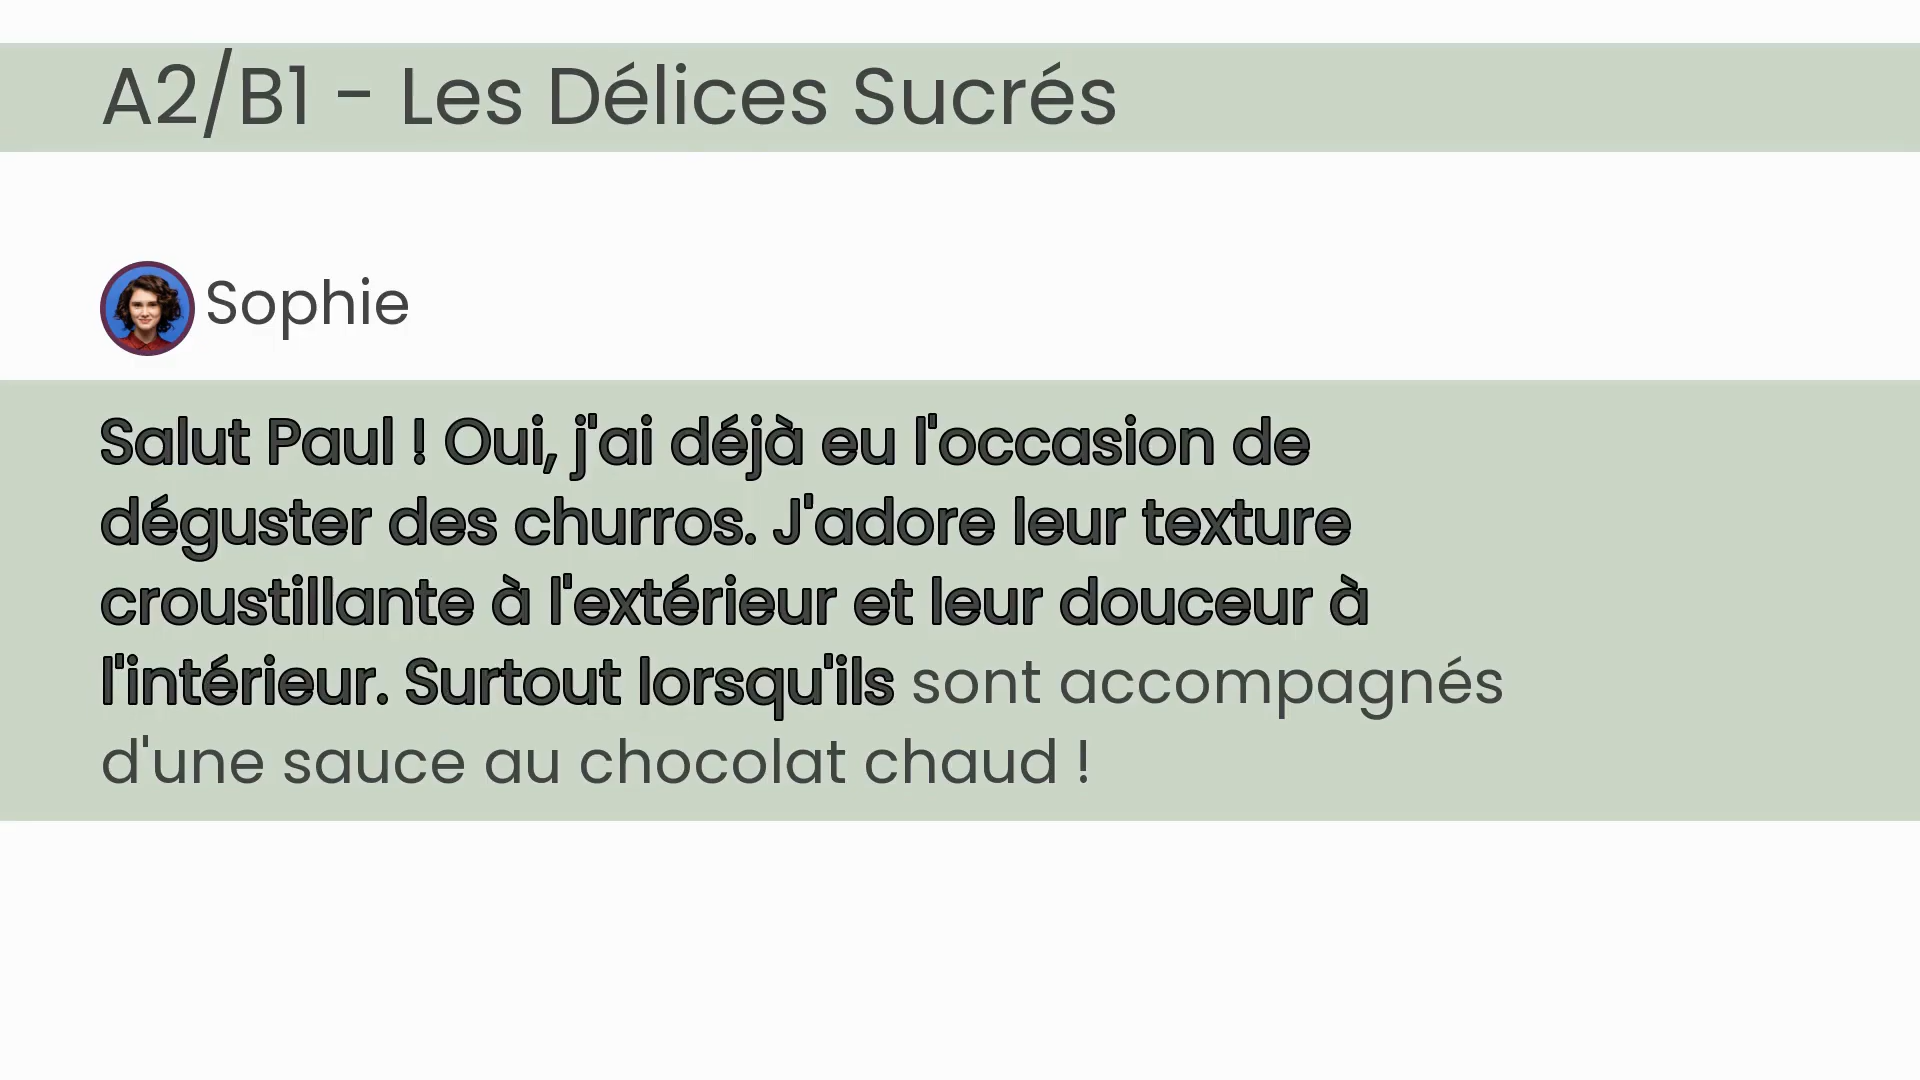 A2/B1 - Les Délices Sucrés
Sophie
Salut Paul ! Oui, j'ai déjà eu l'occasion de
déguster des churros. J'adore leur texture
croustillante à l'extérieur et leur douceur à
l'intérieur. Surtout lorsqu'ils sont accompagnés
d'une sauce au chocolat chaud !